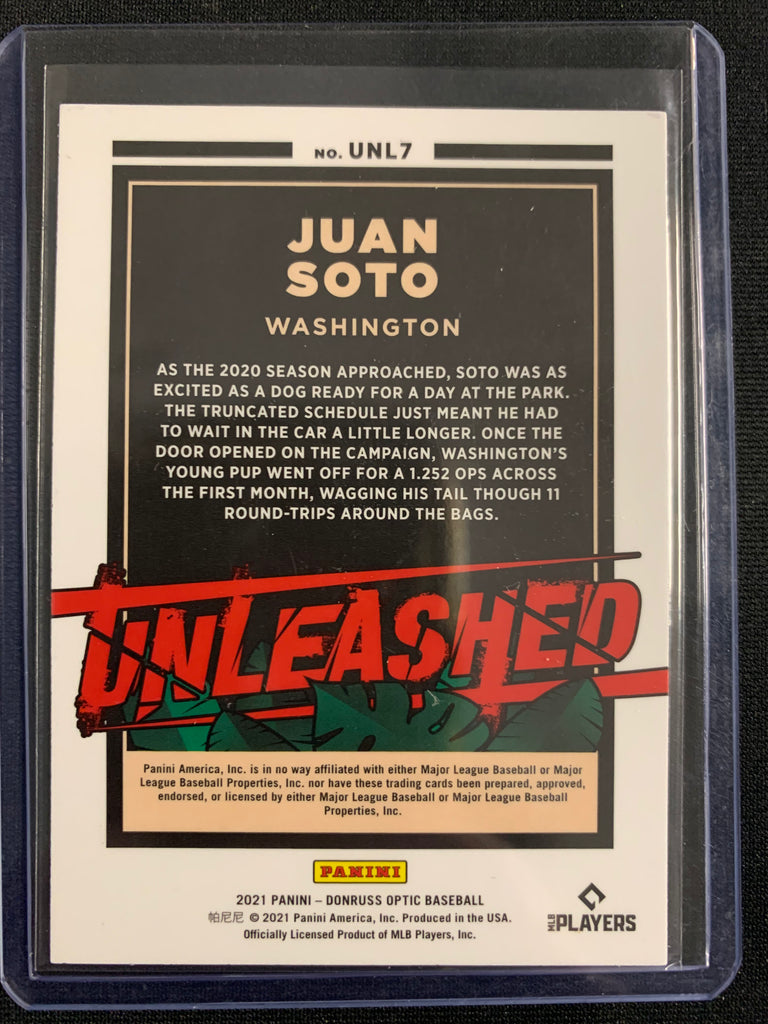 NO. UNL7
JUAN
SOTO
WASHINGTON
AS THE 2020 SEASON APPROACHED, SOTO WAS AS
EXCITED AS A DOG READY FOR A DAY AT THE PARK.
THE TRUNCATED SCHEDULE JUST MEANT HE HAD
TO WAIT IN THE CAR A LITTLE LONGER. ONCE THE
DOOR OPENED ON THE CAMPAIGN, WASHINGTON'S
YOUNG PUP WENT OFF FOR A 1.252 OPS ACROSS
THE FIRST MONTH, WAGGING HIS TAIL THOUGH 11
ROUND-TRIPS AROUND THE BAGS.
UNLEASHED
Panini America, Inc. is in no way affiliated with either Major League Baseball or Major
League Baseball Properties, Inc. nor have these trading cards been prepared, approved,
endorsed, or licensed by either Major League Baseball or Major League Baseball
Properties, Inc.
PANINI
2021 PANINI – DONRUSS OPTIC BASEBALL
帕尼尼 © 2021 Panini America, Inc. Produced in the USA.
Officially Licensed Product of MLB Players, Inc.
MLB PLAYERS